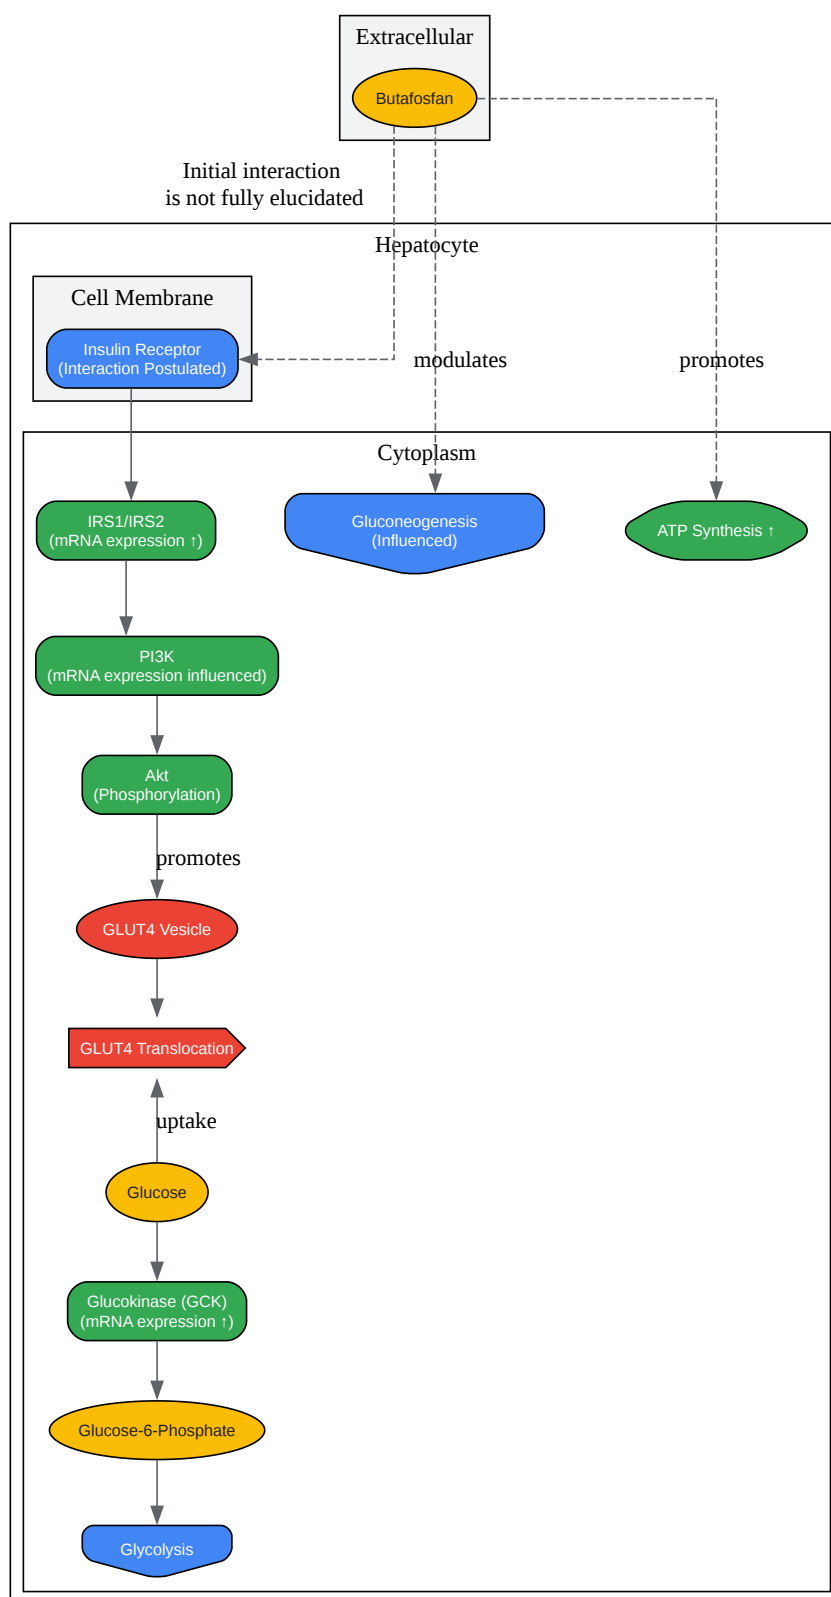 Extracellular
Butafosfan
Initial interaction
is not fully elucidated
Hepatocyte
Cell Membrane
Insulin Receptor
(Interaction Postulated)
modulates
promotes
Cytoplasm
IRS1/IRS2
(mRNA expression ↑)
Gluconeogenesis
(Influenced)
ATP Synthesis ↑
PI3K
(mRNA expression influenced)
Akt
(Phosphorylation)
promotes
GLUT4 Vesicle
GLUT4 Translocation
uptake
Glucose
Glucokinase (GCK)
(mRNA expression ↑)
Glucose-6-Phosphate
Glycolysis